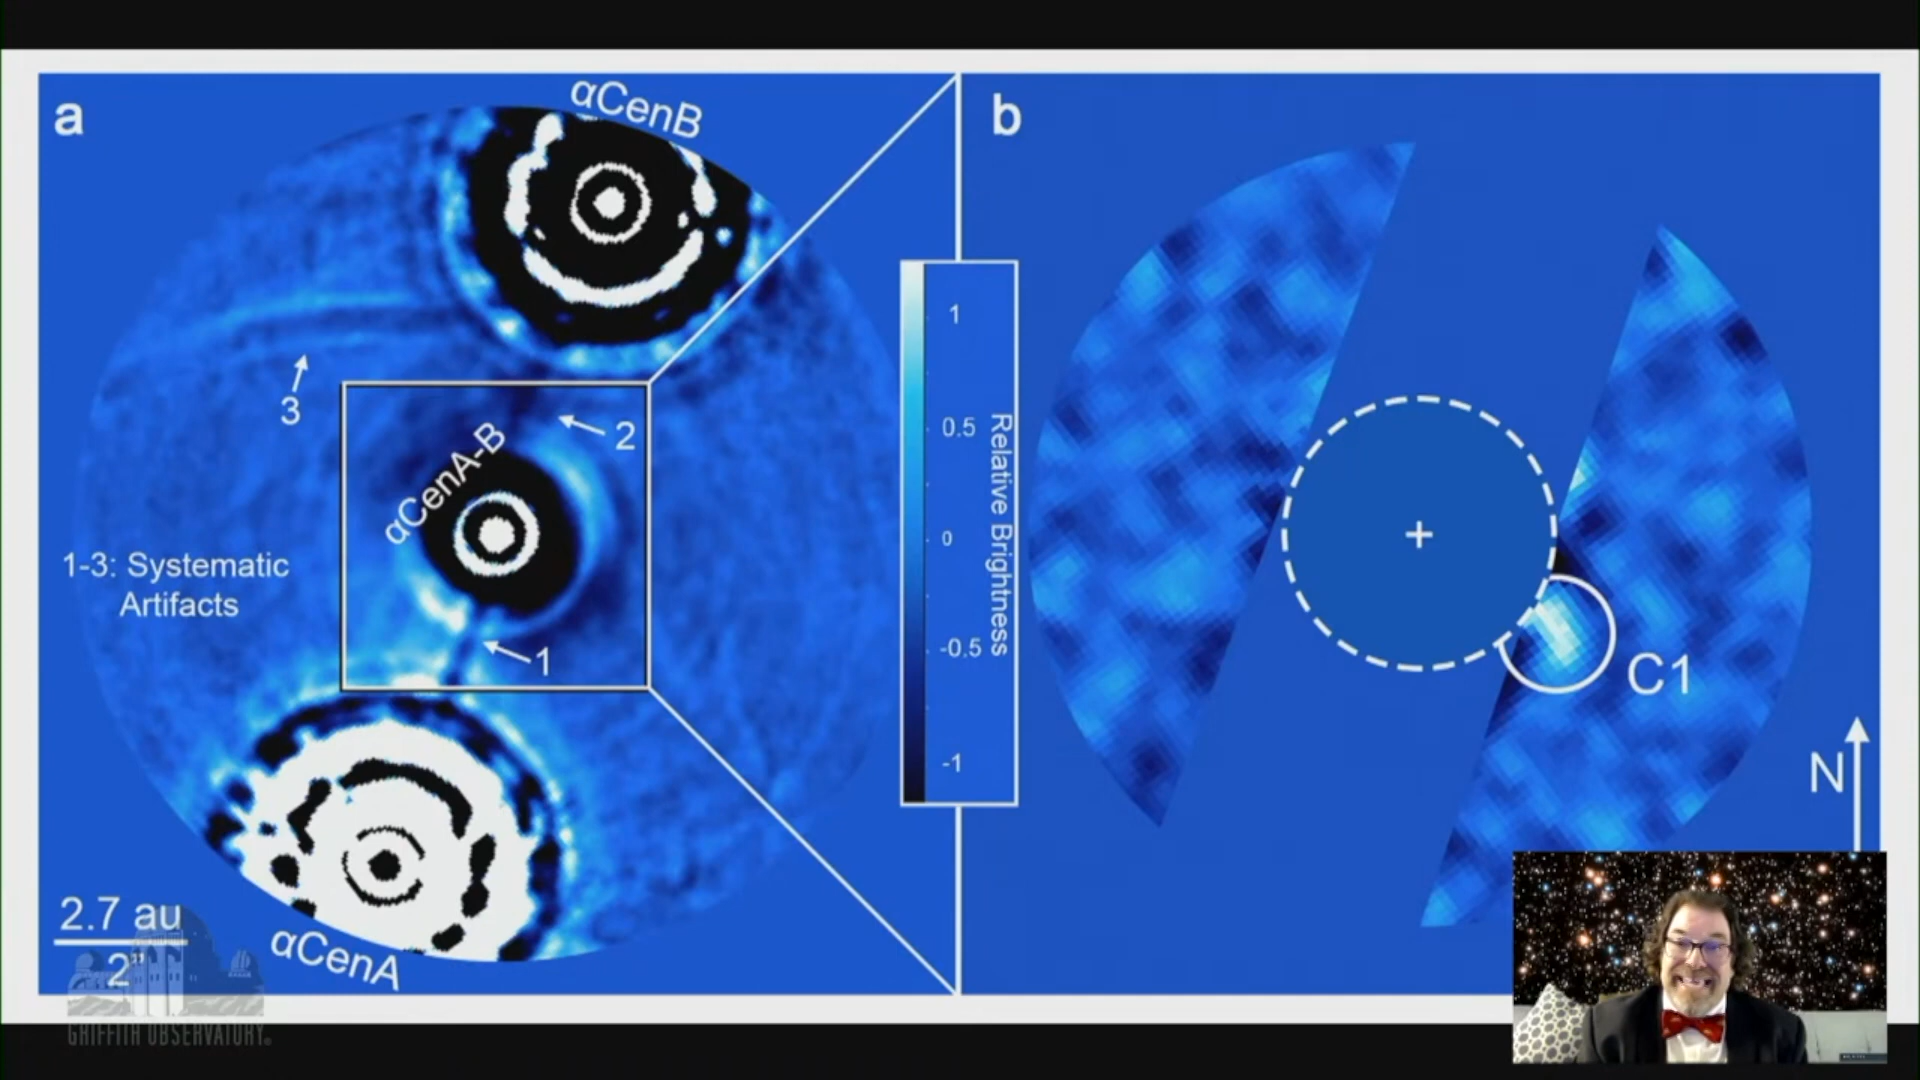 a
αCenB
3
2
αCenA-B
1-3: Systematic
Artifacts
1
2.7 au
2"
αCenA
GRIFFITH OBSERVATORY
1
0.5
0
-0.5
-1
Relative Brightness
b
C1
N